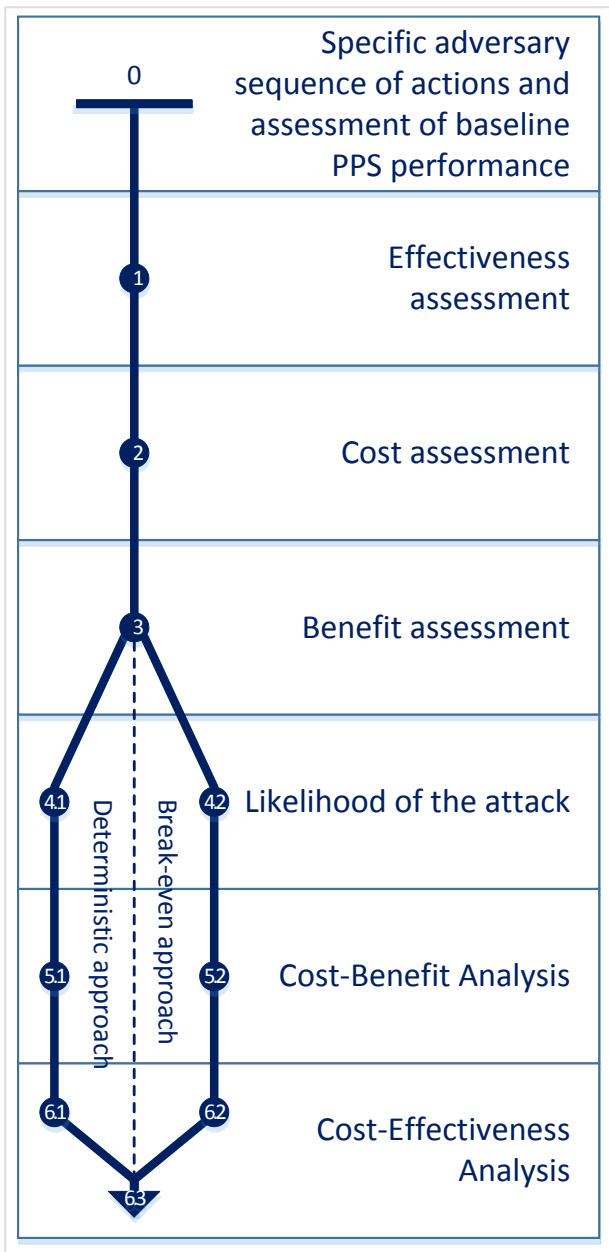 0
Specific adversary
sequence of actions and
assessment of baseline
PPS performance
1
Effectiveness
assessment
2
Cost assessment
3
Benefit assessment
4.1
4.2
Likelihood of the attack
Deterministic approach
Break-even approach
5.1
5.2
Cost-Benefit Analysis
6.1
6.2
Cost-Effectiveness
Analysis
6.3